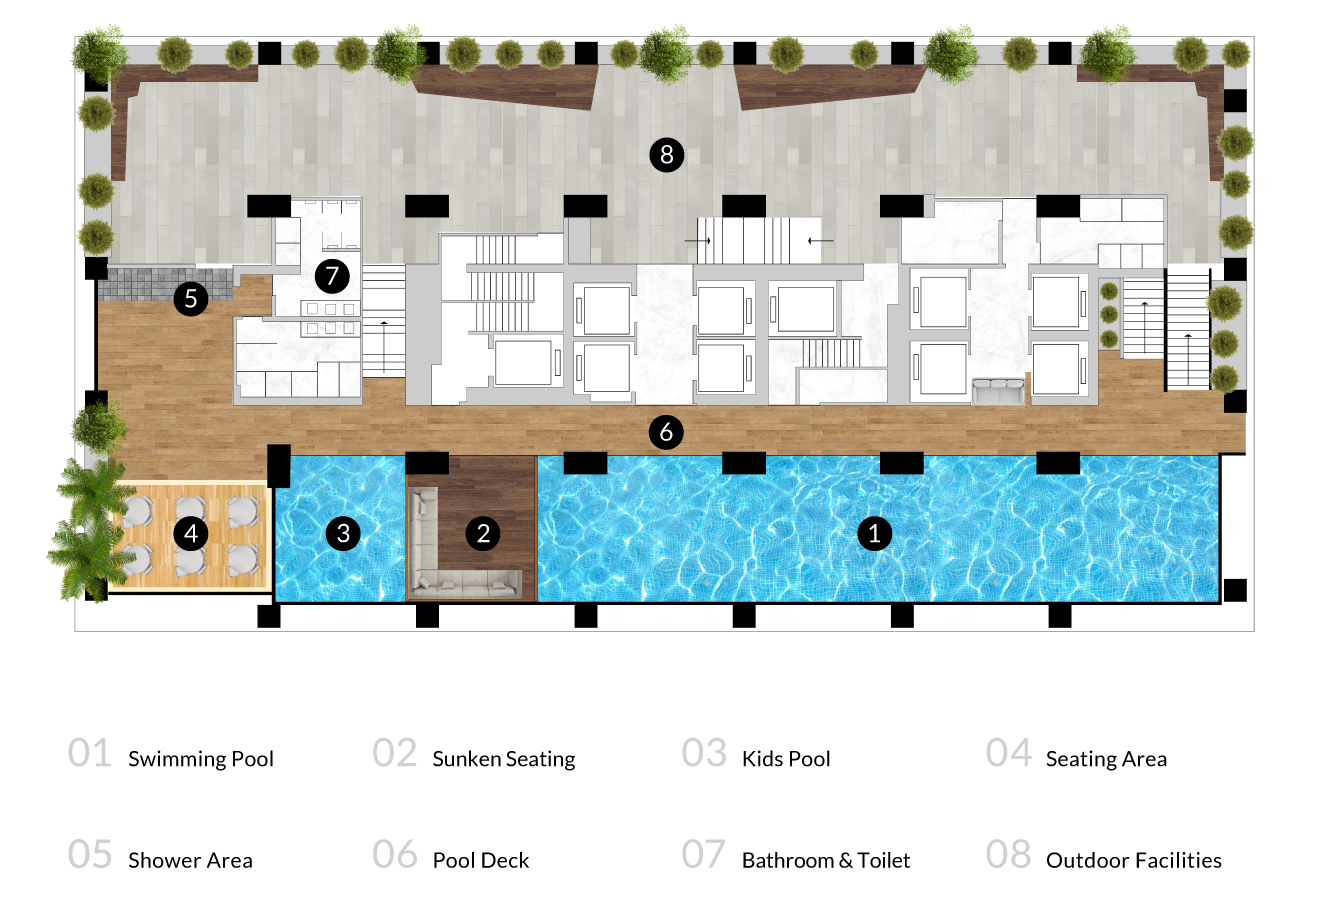 8
7
5
6
4
3
2
1
01 Swimming Pool
02 Sunken Seating
03 Kids Pool
04 Seating Area
05 Shower Area
06 Pool Deck
07 Bathroom & Toilet
08 Outdoor Facilities